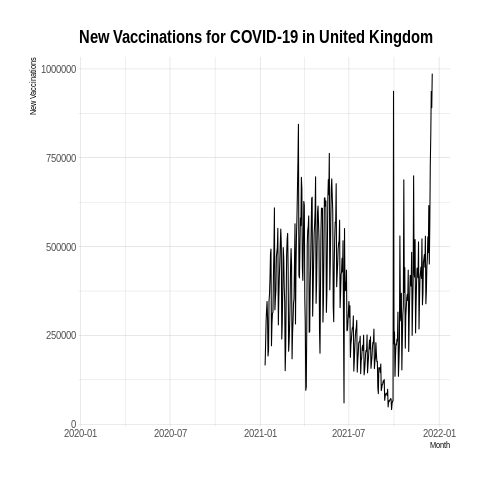 New Vaccinations for COVID-19 in United Kingdom
New Vaccinations
1000000
750000
500000
250000
0
2020-01 2020-07 2021-01 2021-07 2022-01
Month